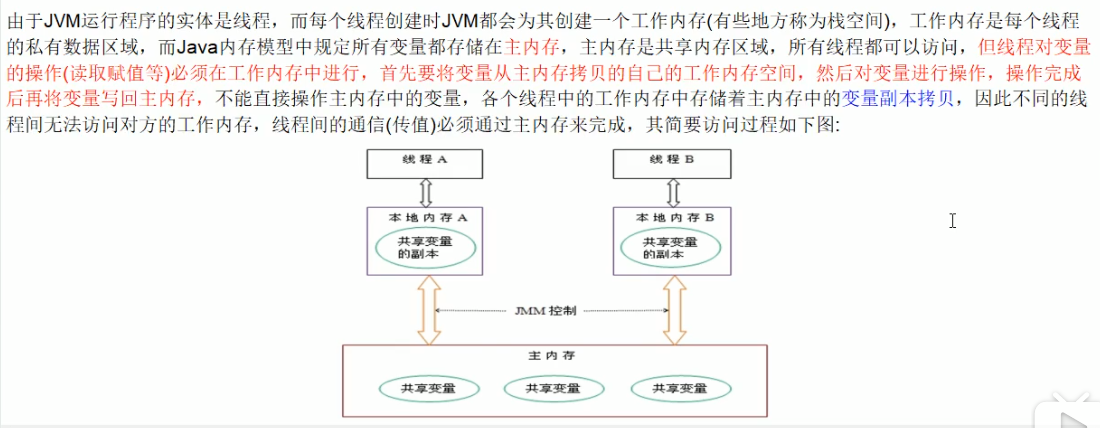 由于JVM运行程序的实体是线程，而每个线程创建时JVM都会为其创建一个工作内存(有些地方称为栈空间)，工作内存是每个线程
的私有数据区域，而Java内存模型中规定所有变量都存储在主内存，主内存是共享内存区域，所有线程都可以访问，但线程对变量
的操作(读取赋值等)必须在工作内存中进行，首先要将变量从主内存拷贝的自己的工作内存空间，然后对变量进行操作，操作完成
后再将变量写回主内存，不能直接操作主内存中的变量，各个线程中的工作内存中存储着主内存中的变量副本拷贝，因此不同的线
程间无法访问对方的工作内存，线程间的通信(传值)必须通过主内存来完成，其简要访问过程如下图:
线程 A
线程 B
本地内存 A
本地内存 B
共享变量
的副本
共享变量
的副本
JMM 控制
主内存
共享变量
共享变量
共享变量